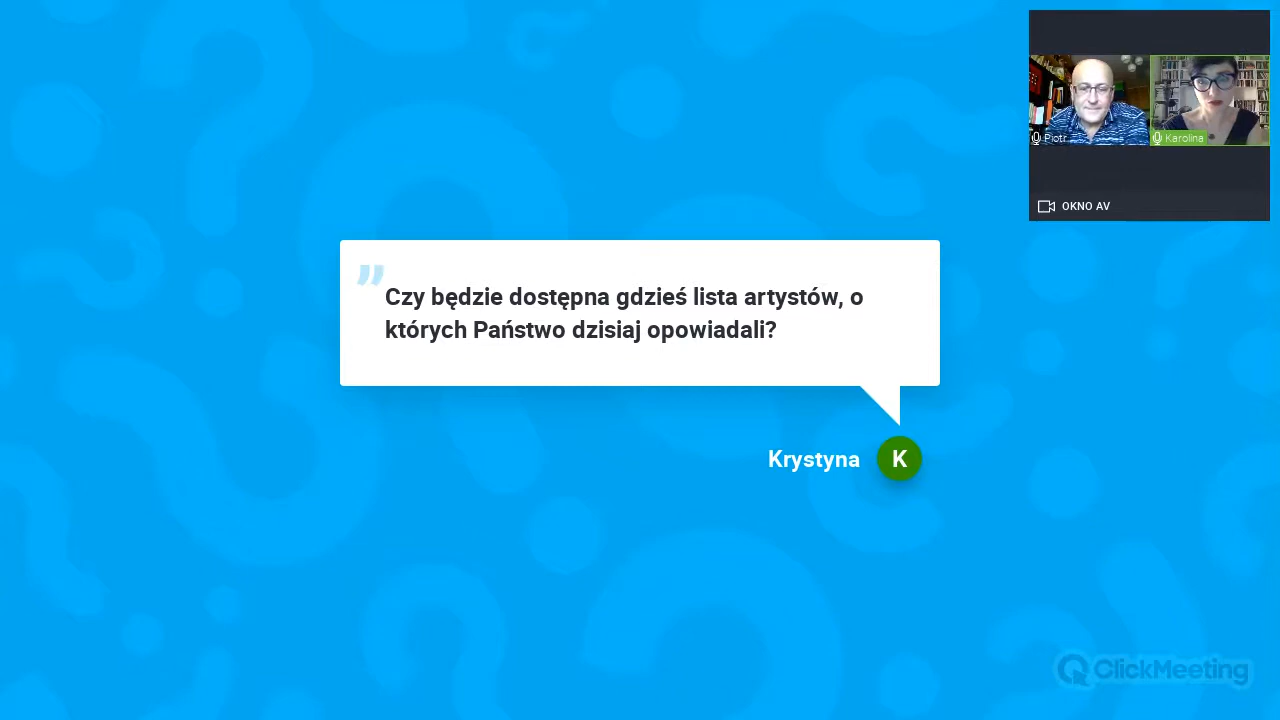 Piotr
Karolina
OKNO AV
” Czy będzie dostępna gdzieś lista artystów, o
których Państwo dzisiaj opowiadali?
Krystyna K
ClickMeeting